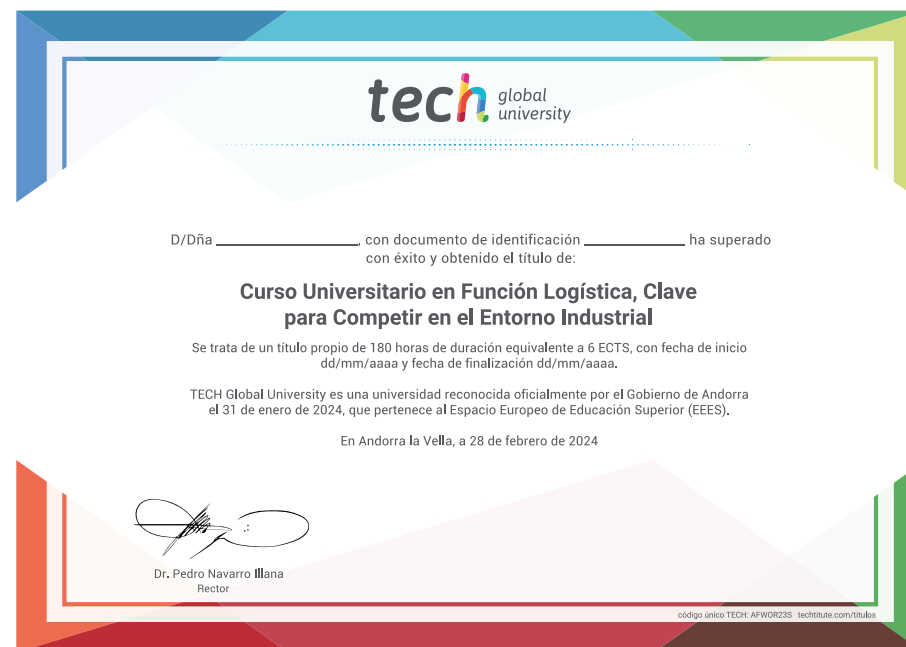 tech global university
D/Dña ______________, con documento de identificación __________ ha superado
con éxito y obtenido el título de:
Curso Universitario en Función Logística, Clave
para Competir en el Entorno Industrial
Se trata de un título propio de 180 horas de duración equivalente a 6 ECTS, con fecha de inicio
dd/mm/aaaa y fecha de finalización dd/mm/aaaa.
TECH Global University es una universidad reconocida oficialmente por el Gobierno de Andorra
el 31 de enero de 2024, que pertenece al Espacio Europeo de Educación Superior (EEES).
En Andorra la Vella, a 28 de febrero de 2024
Dr. Pedro Navarro Illana
Rector
código único TECH: AFWOR23S techtitute.com/titulos